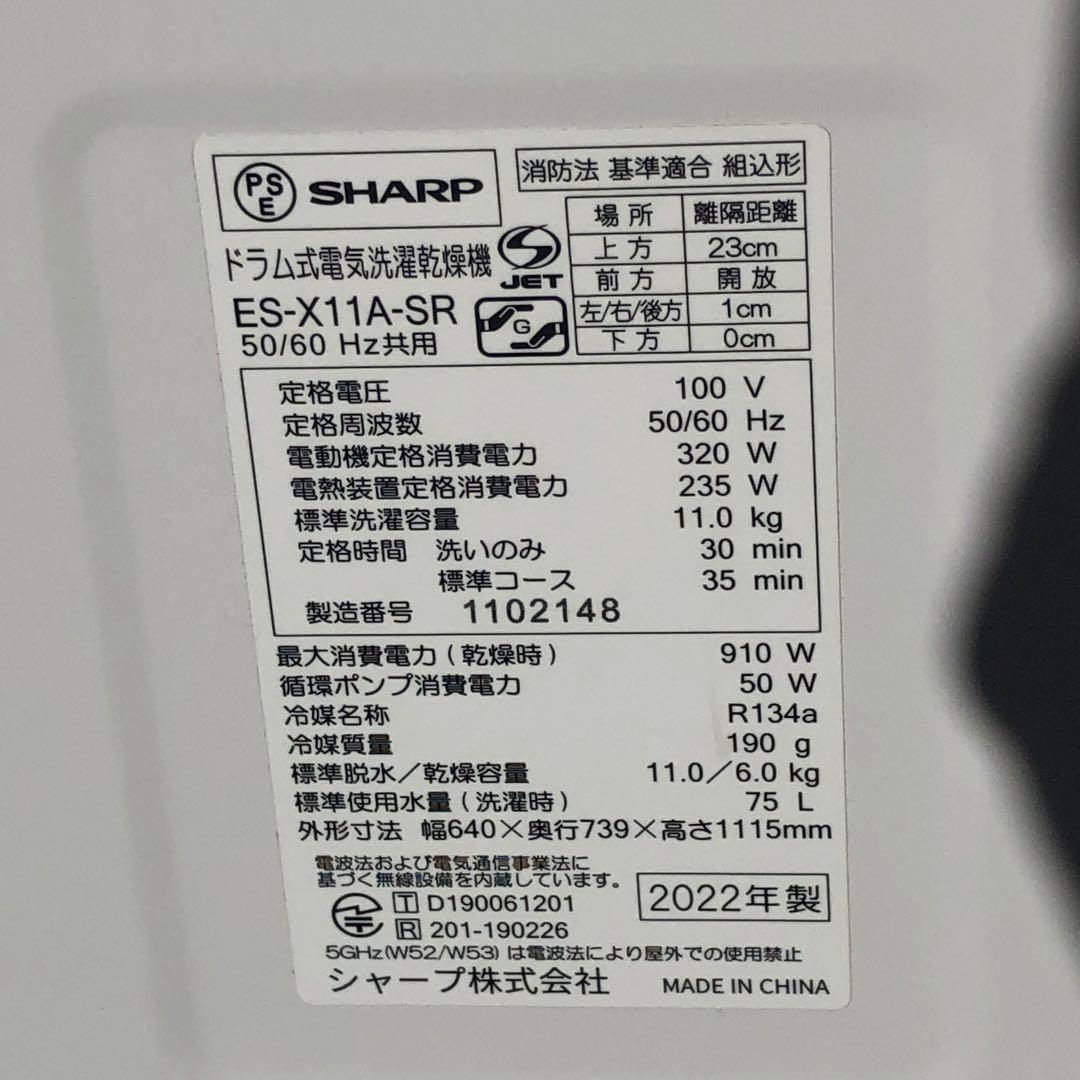 PS
E
SHARP
消防法 基準適合 組込形
場所 離隔距離
上方 23cm
前方 開放
左/右/後方 1cm
下方 0cm
ドラム式電気洗濯乾燥機
S JET
ES-X11A-SR
G
50/60 Hz共用
定格電圧 100 V
定格周波数 50/60 Hz
電動機定格消費電力 320 W
電熱装置定格消費電力 235 W
標準洗濯容量 11.0 kg
定格時間 洗いのみ 30 min
標準コース 35 min
製造番号 1102148
最大消費電力(乾燥時) 910 W
循環ポンプ消費電力 50 W
冷媒名称 R134a
冷媒質量 190 g
標準脱水/乾燥容量 11.0/6.0 kg
標準使用水量(洗濯時) 75 L
外形寸法 幅640×奥行739×高さ1115mm
電波法および電気通信事業法に
基づく無線設備を内蔵しています。
T D190061201
R 201-190226
2022年製
5GHz(W52/W53)は電波法により屋外での使用禁止
シャープ株式会社 MADE IN CHINA